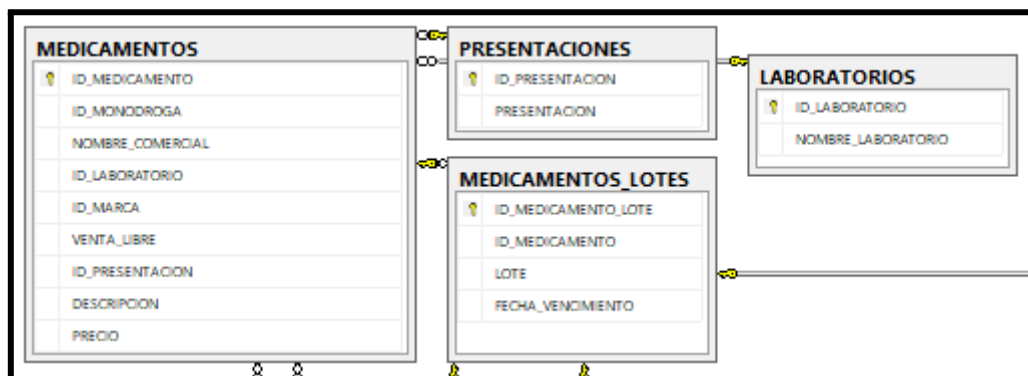 MEDICAMENTOS
ID_MEDICAMENTO
ID_MONODROGA
NOMBRE_COMERCIAL
ID_LABORATORIO
ID_MARCA
VENTA_LIBRE
ID_PRESENTACION
DESCRIPCION
PRECIO
PRESENTACIONES
ID_PRESENTACION
PRESENTACION
LABORATORIOS
ID_LABORATORIO
NOMBRE_LABORATORIO
MEDICAMENTOS_LOTES
ID_MEDICAMENTO_LOTE
ID_MEDICAMENTO
LOTE
FECHA_VENCIMIENTO